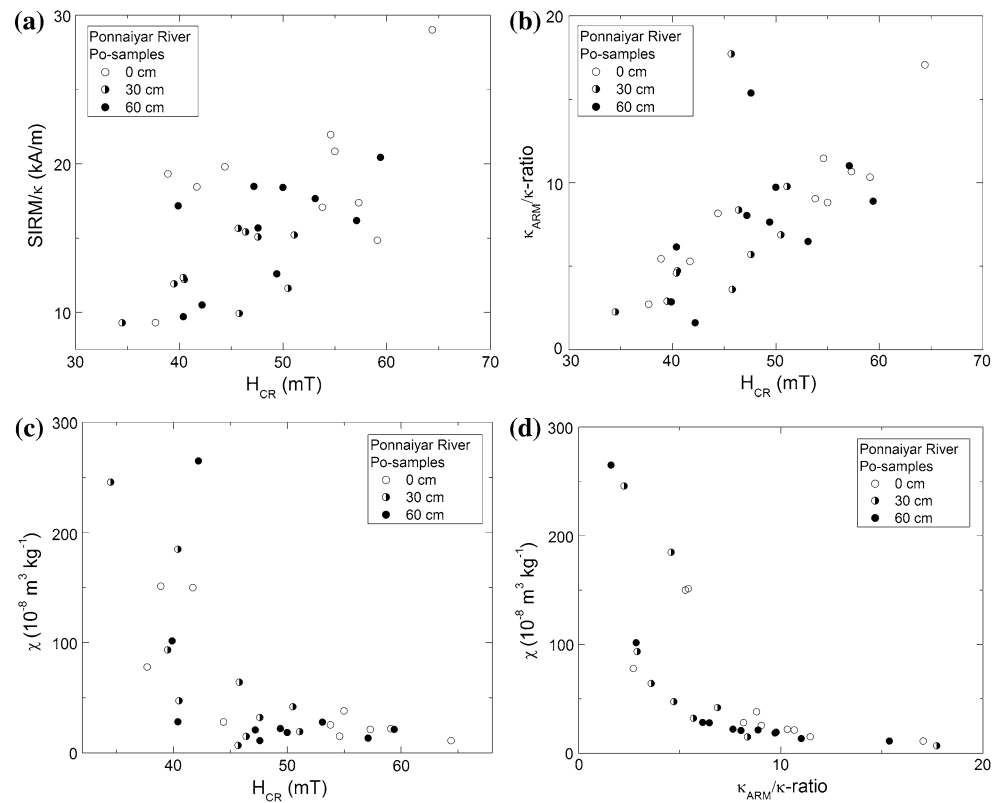 (a)
30
20
10
SIRM/κ (kA/m)
Ponnaiyar River
Po-samples
0 cm
30 cm
60 cm
30 40 50 60 70
H_CR (mT)
(b)
20
10
0
κ_ARM/κ-ratio
Ponnaiyar River
Po-samples
0 cm
30 cm
60 cm
30 40 50 60 70
H_CR (mT)
(c)
300
200
100
0
χ (10⁻⁸ m³ kg⁻¹)
Ponnaiyar River
Po-samples
0 cm
30 cm
60 cm
40 50 60
H_CR (mT)
(d)
300
200
100
0
χ (10⁻⁸ m³ kg⁻¹)
Ponnaiyar River
Po-samples
0 cm
30 cm
60 cm
0 10 20
κ_ARM/κ-ratio